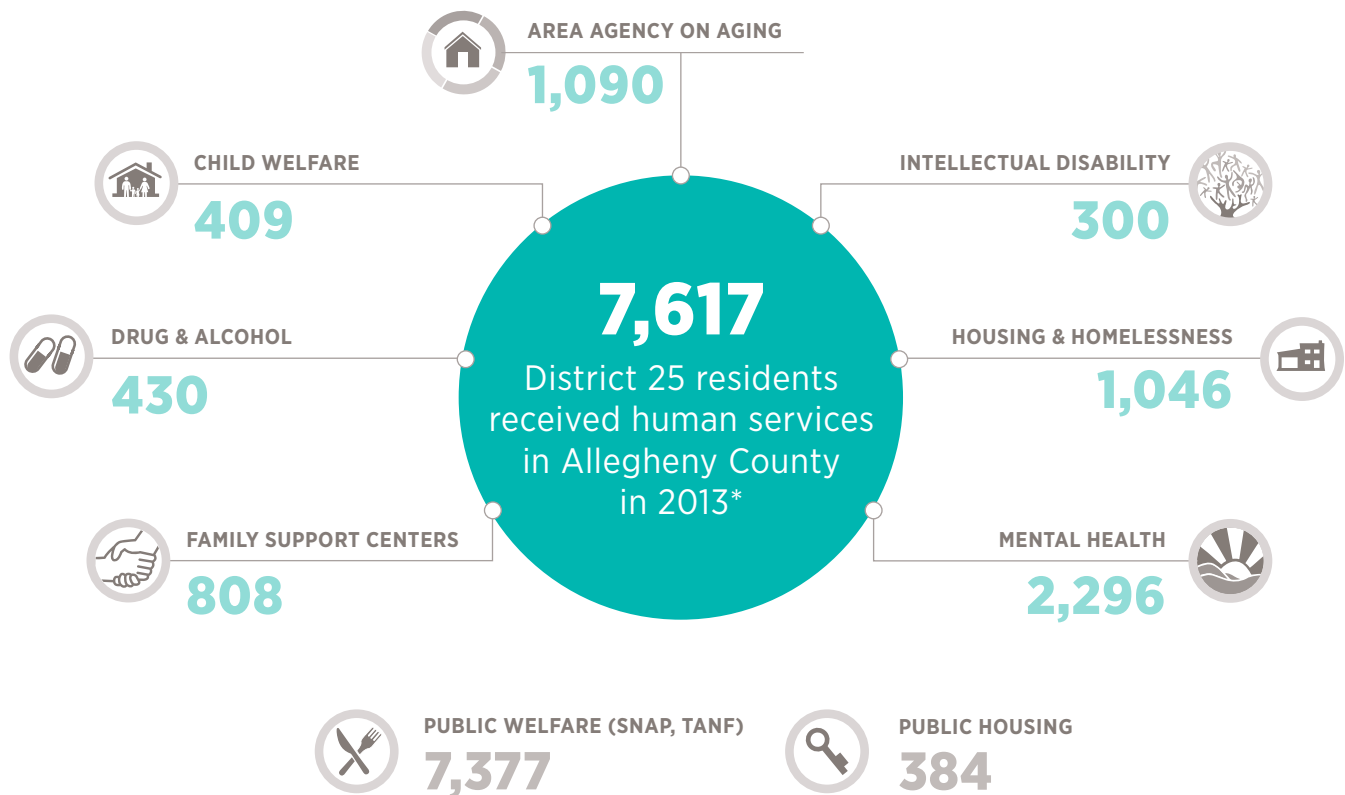 AREA AGENCY ON AGING
1,090
CHILD WELFARE
409
INTELLECTUAL DISABILITY
300
7,617
District 25 residents
received human services
in Allegheny County
in 2013*
DRUG & ALCOHOL
430
HOUSING & HOMELESSNESS
1,046
FAMILY SUPPORT CENTERS
808
MENTAL HEALTH
2,296
PUBLIC WELFARE (SNAP, TANF)
7,377
PUBLIC HOUSING
384